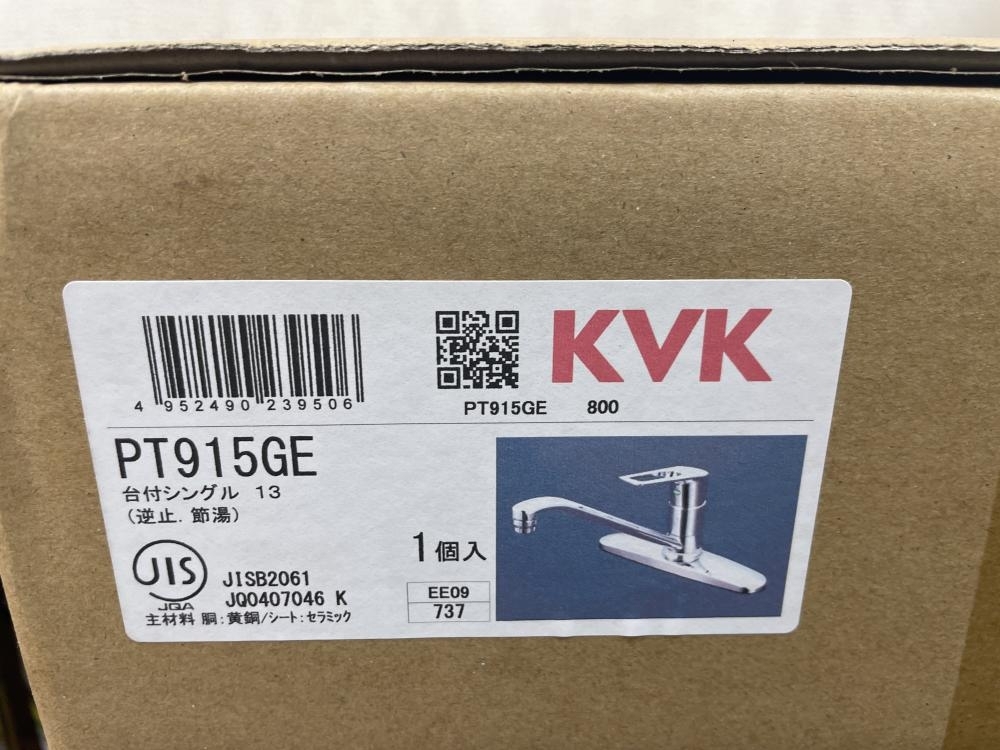 4 952490 239506
KVK
PT915GE 800
PT915GE
台付シングル 13
(逆止.節湯)
1個入
JIS
JQA
JISB2061
JQ0407046 K
EE09
737
主材料 胴:黄銅/シート:セラミック